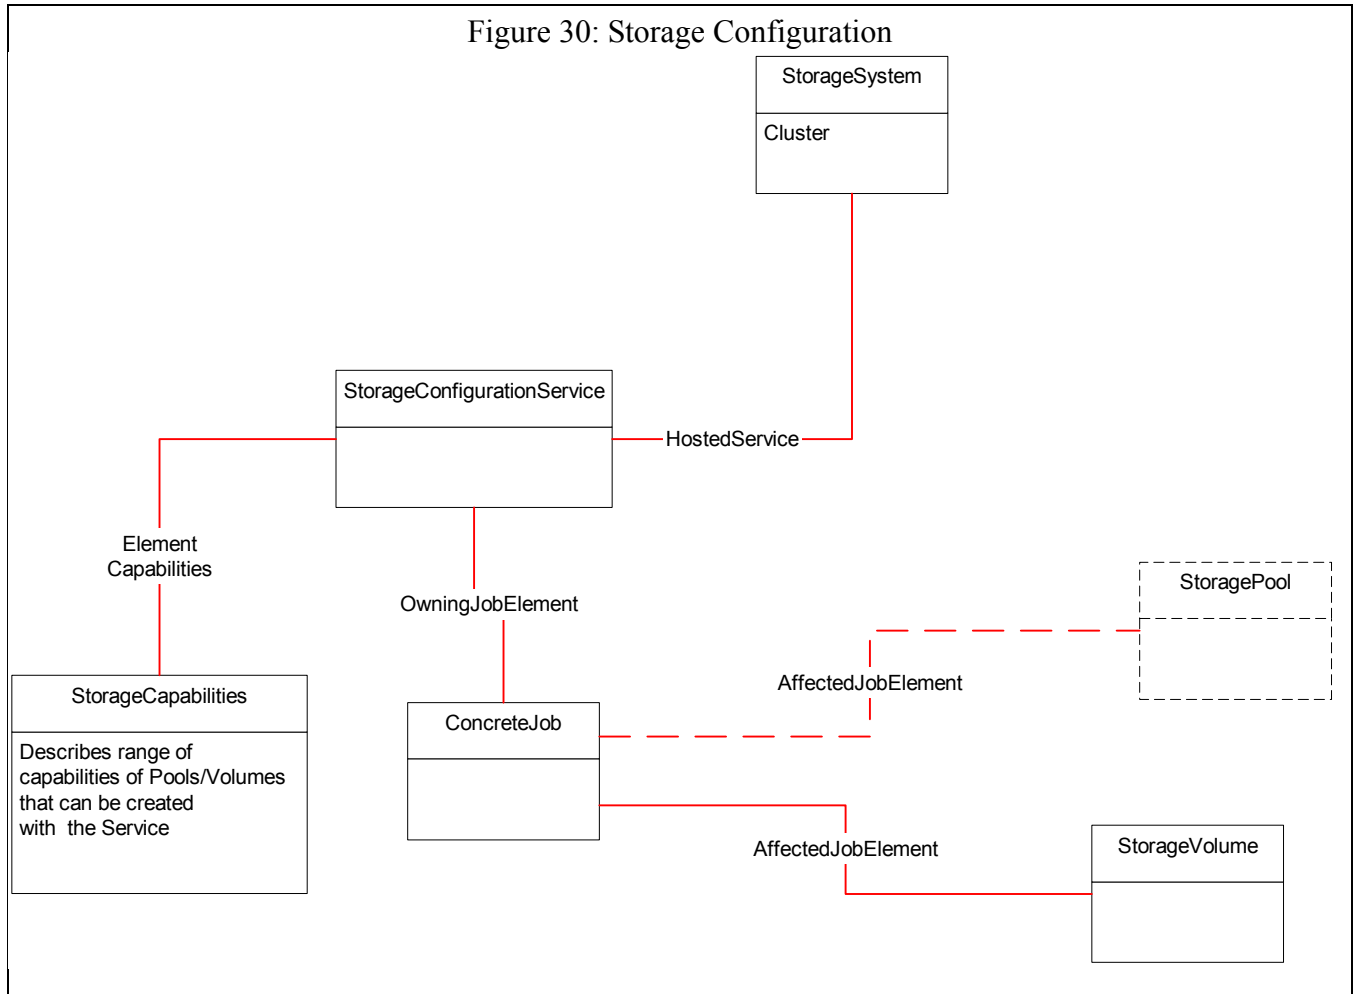 Figure 30: Storage Configuration
StorageSystem
Cluster
StorageConfigurationService
HostedService
Element
Capabilities
OwningJobElement
StoragePool
AffectedJobElement
StorageCapabilities
Describes range of
capabilities of Pools/Volumes
that can be created
with  the Service
ConcreteJob
AffectedJobElement
StorageVolume